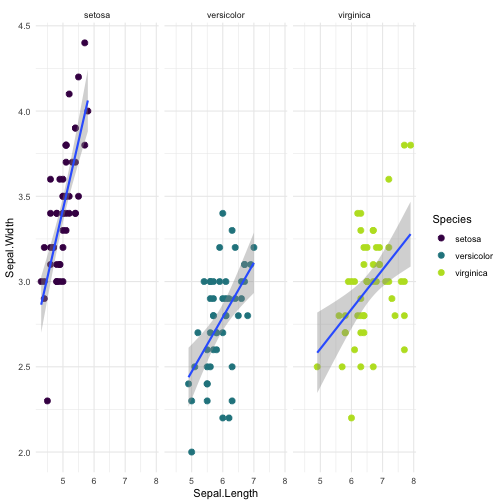 setosa versicolor virginica
4.5
4.0
3.5
3.0
2.5
2.0
Sepal.Width
5 6 7 8 5 6 7 8 5 6 7 8
Sepal.Length
Species
setosa
versicolor
virginica